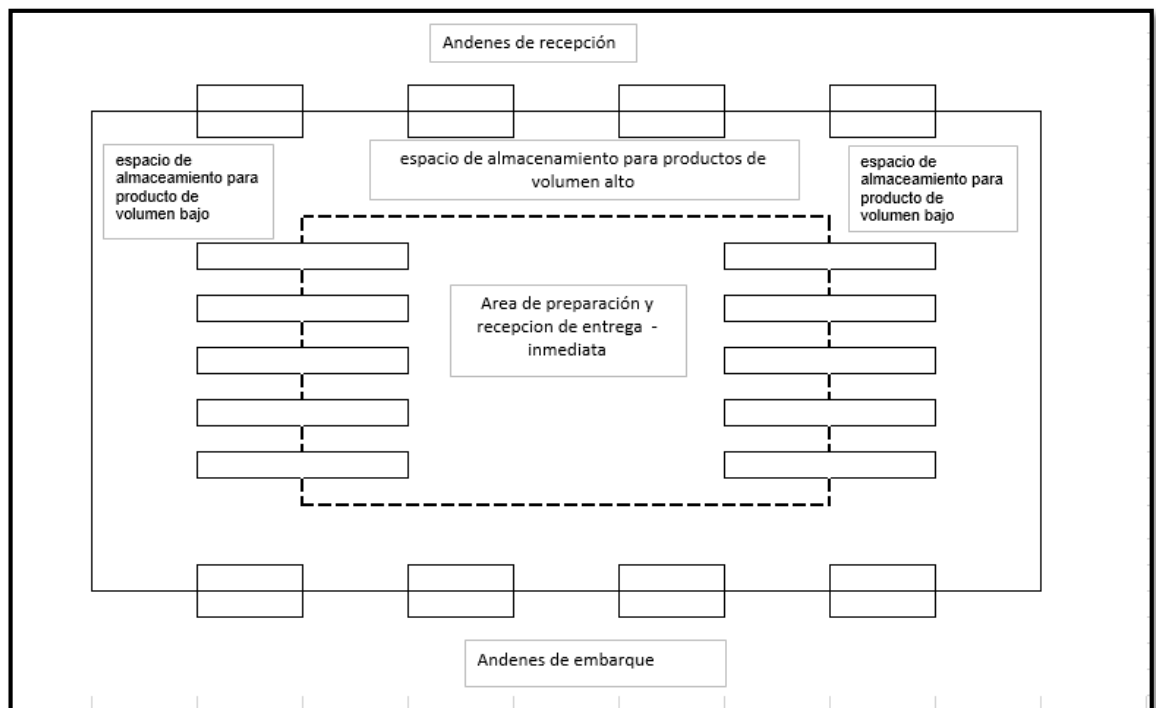 Andenes de recepción
espacio de
almaceamiento para
producto de
volumen bajo
espacio de almacenamiento para productos de
volumen alto
espacio de
almaceamiento para
producto de
volumen bajo
Area de preparación y
recepcion de entrega -
inmediata
Andenes de embarque